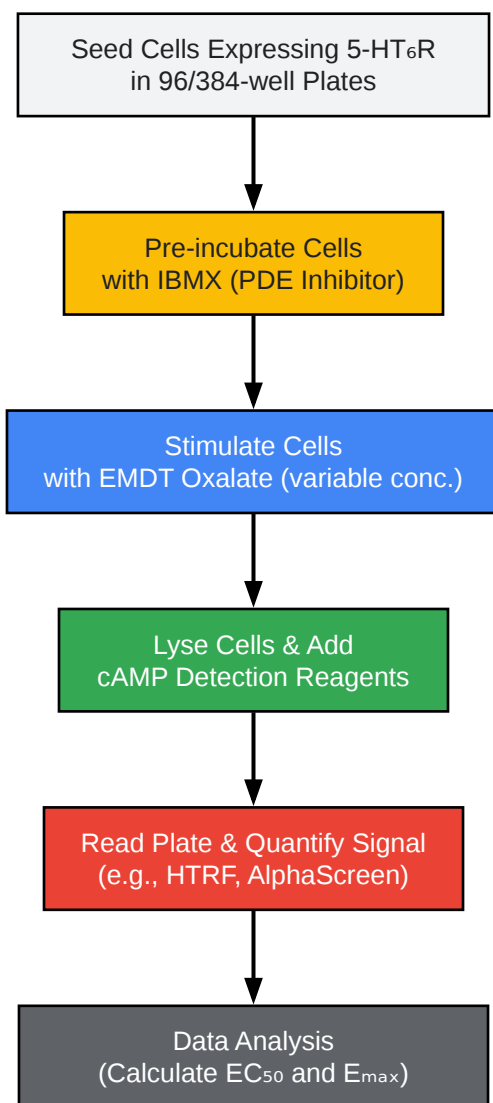 Seed Cells Expressing 5-HT₆R
in 96/384-well Plates
Pre-incubate Cells
with IBMX (PDE Inhibitor)
Stimulate Cells
with EMDT Oxalate (variable conc.)
Lyse Cells & Add
cAMP Detection Reagents
Read Plate & Quantify Signal
(e.g., HTRF, AlphaScreen)
Data Analysis
(Calculate EC₅₀ and Eₘₐₓ)